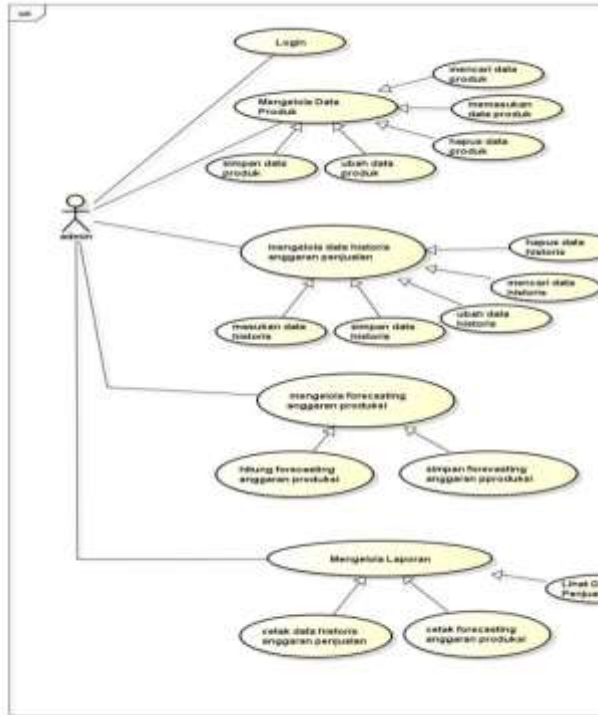 uc
Login
mencari data
produk
Mengelola Data
Produk
memasukan
data produk
hapus data
produk
simpan data
produk
ubah data
produk
admin
mengelola data historis
anggaran penjualan
hapus data
historis
mencari data
historis
ubah data
historis
masukan data
historis
simpan data
historis
mengelola forecasting
anggaran produksi
hitung forecasting
anggaran produksi
simpan forevasting
anggaran pproduksi
Mengelola Laporan
Lihat
cetak data historis
anggaran penjualan
cetak forecasting
anggaran produksi